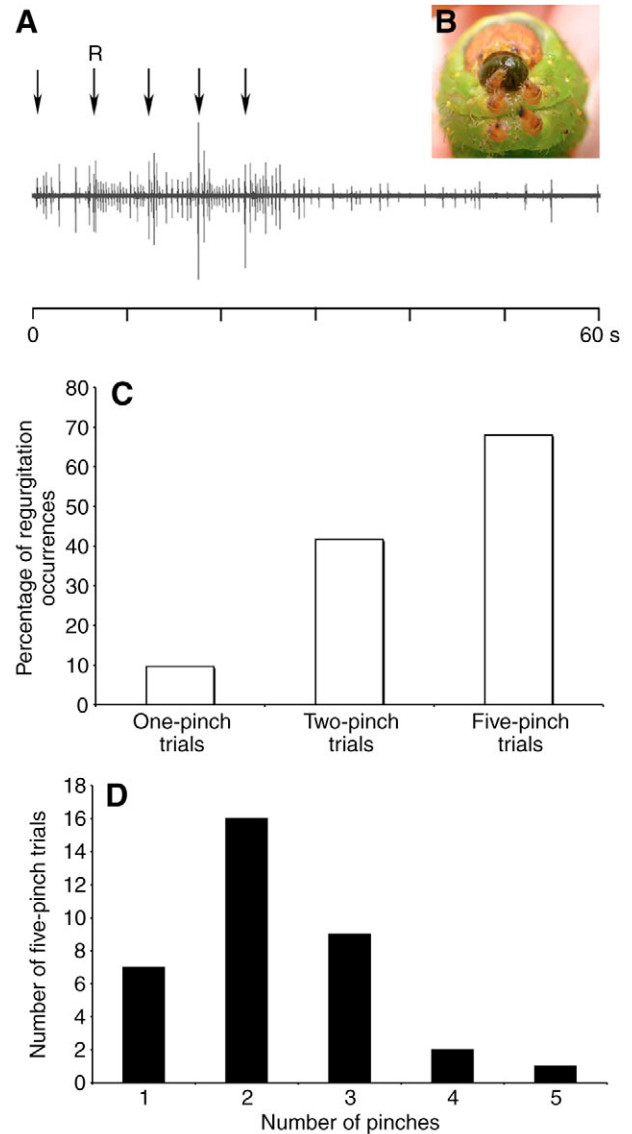 A
B
R
0
60 s
C
Percentage of regurgitation
occurrences
80
70
60
50
40
30
20
10
0
One-pinch
trials
Two-pinch
trials
Five-pinch
trials
D
Number of five-pinch trials
18
16
14
12
10
8
6
4
2
0
1
2
3
4
5
Number of pinches